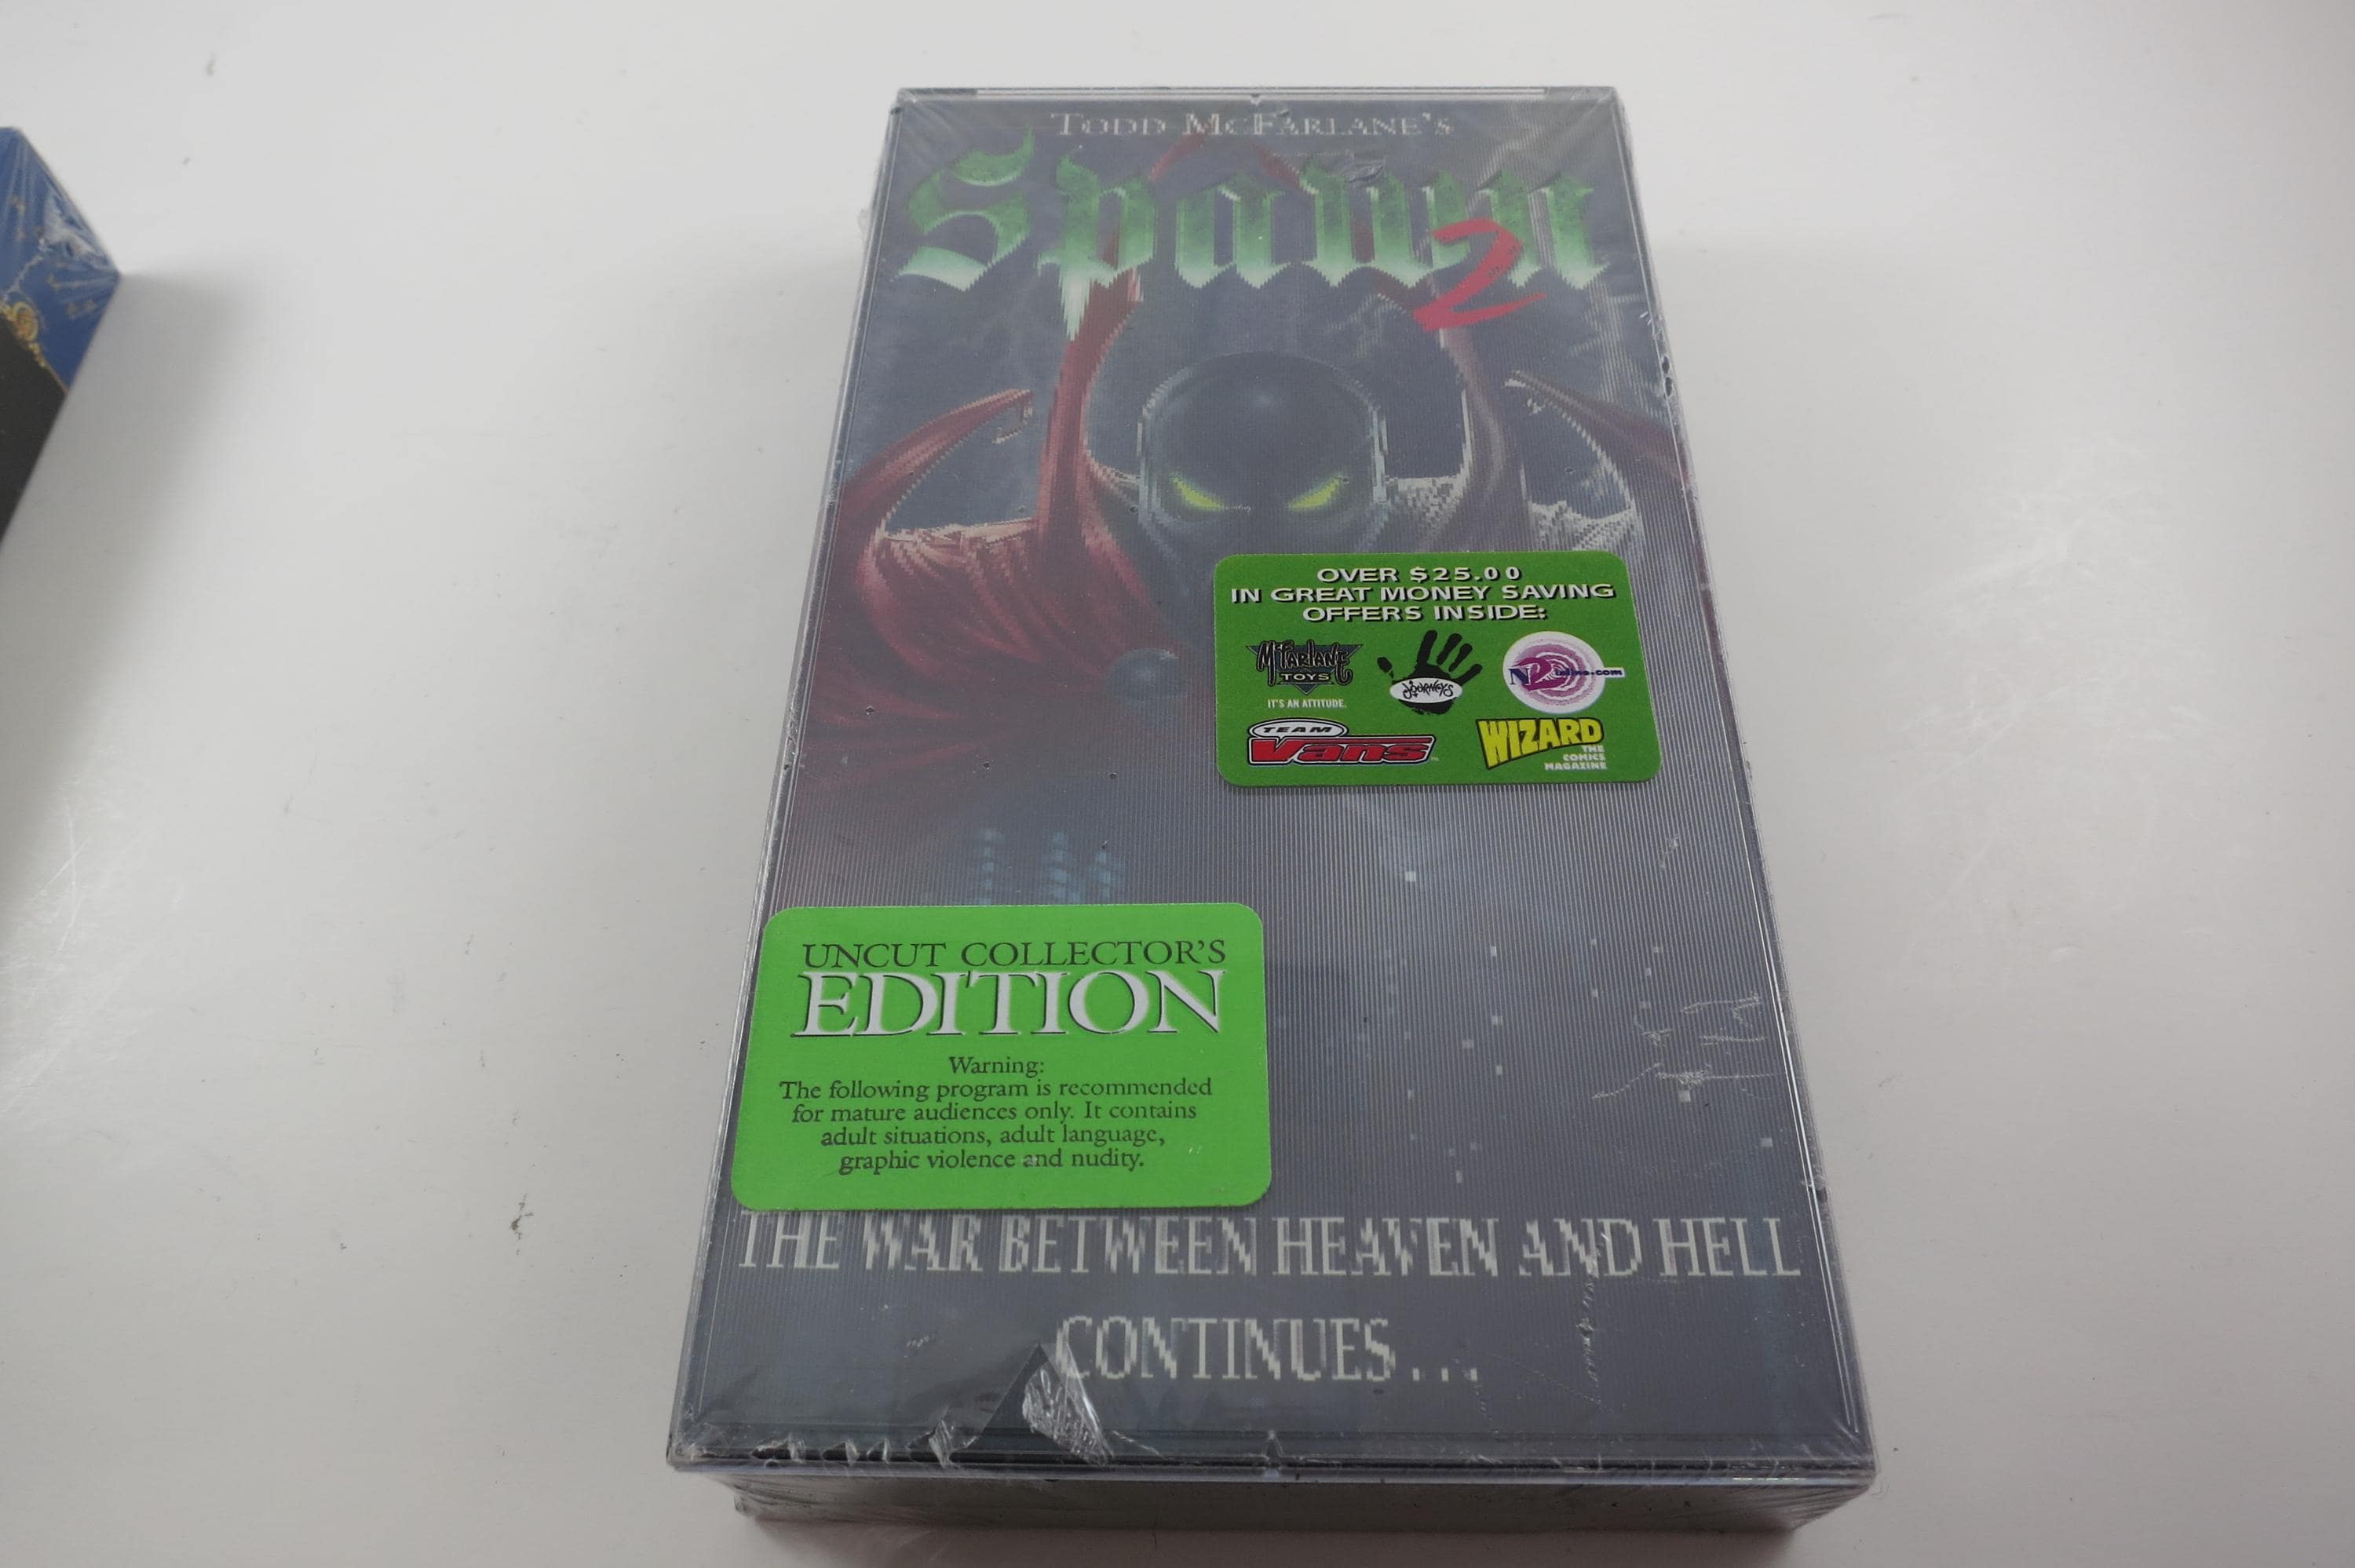 TODD MCFARLANE'S
Spawn
2
OVER $25.00
IN GREAT MONEY SAVING
OFFERS INSIDE:
MCFARLANE
TOYS
IT'S AN ATTITUDE.
JOURNEYS
TEAM
Vans
WIZARD
THE
COMICS
MAGAZINE
UNCUT COLLECTOR'S
EDITION
Warning:
The following program is recommended
for mature audiences only. It contains
adult situations, adult language,
graphic violence and nudity.
THE WAR BETWEEN HEAVEN AND HELL
CONTINUES...